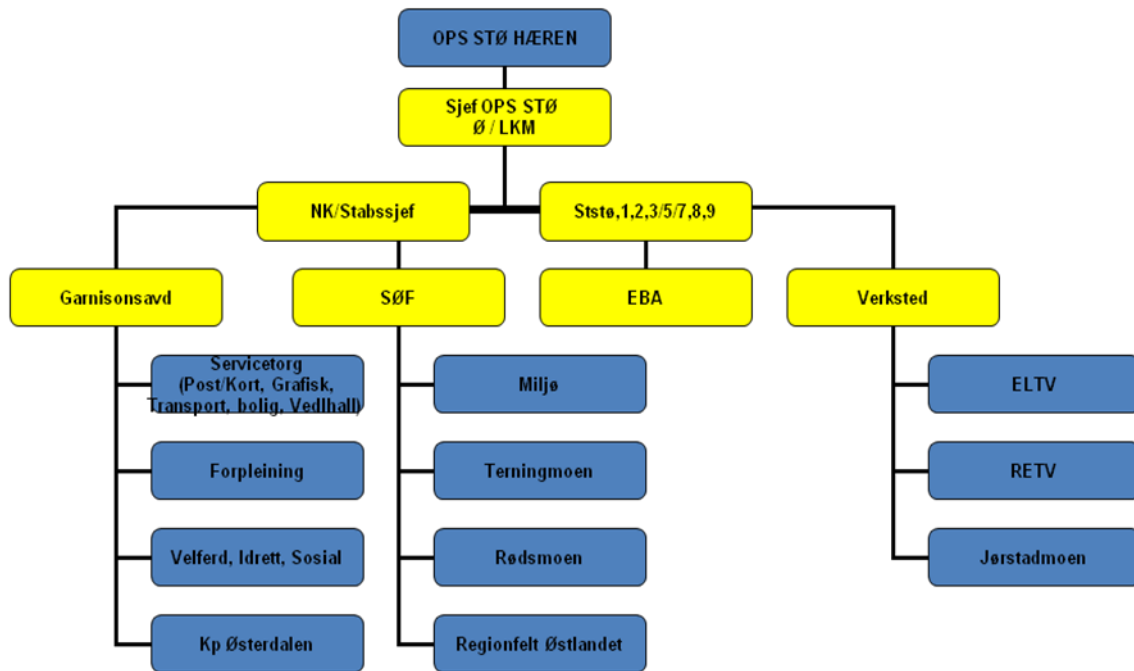 OPS STØ HÆREN
Sjef OPS STØ
Ø / LKM
NK/Stabssjef
Ststø,1,2,3/5/7,8,9
Garnisonsavd
SØF
EBA
Verksted
Servicetorg
(Post/Kort, Grafisk,
Transport, bolig, Vedlhall)
Miljø
ELTV
Forpleining
Terningmoen
RETV
Velferd, Idrett, Sosial
Rødsmoen
Jørstadmoen
Kp Østerdalen
Regionfelt Østlandet